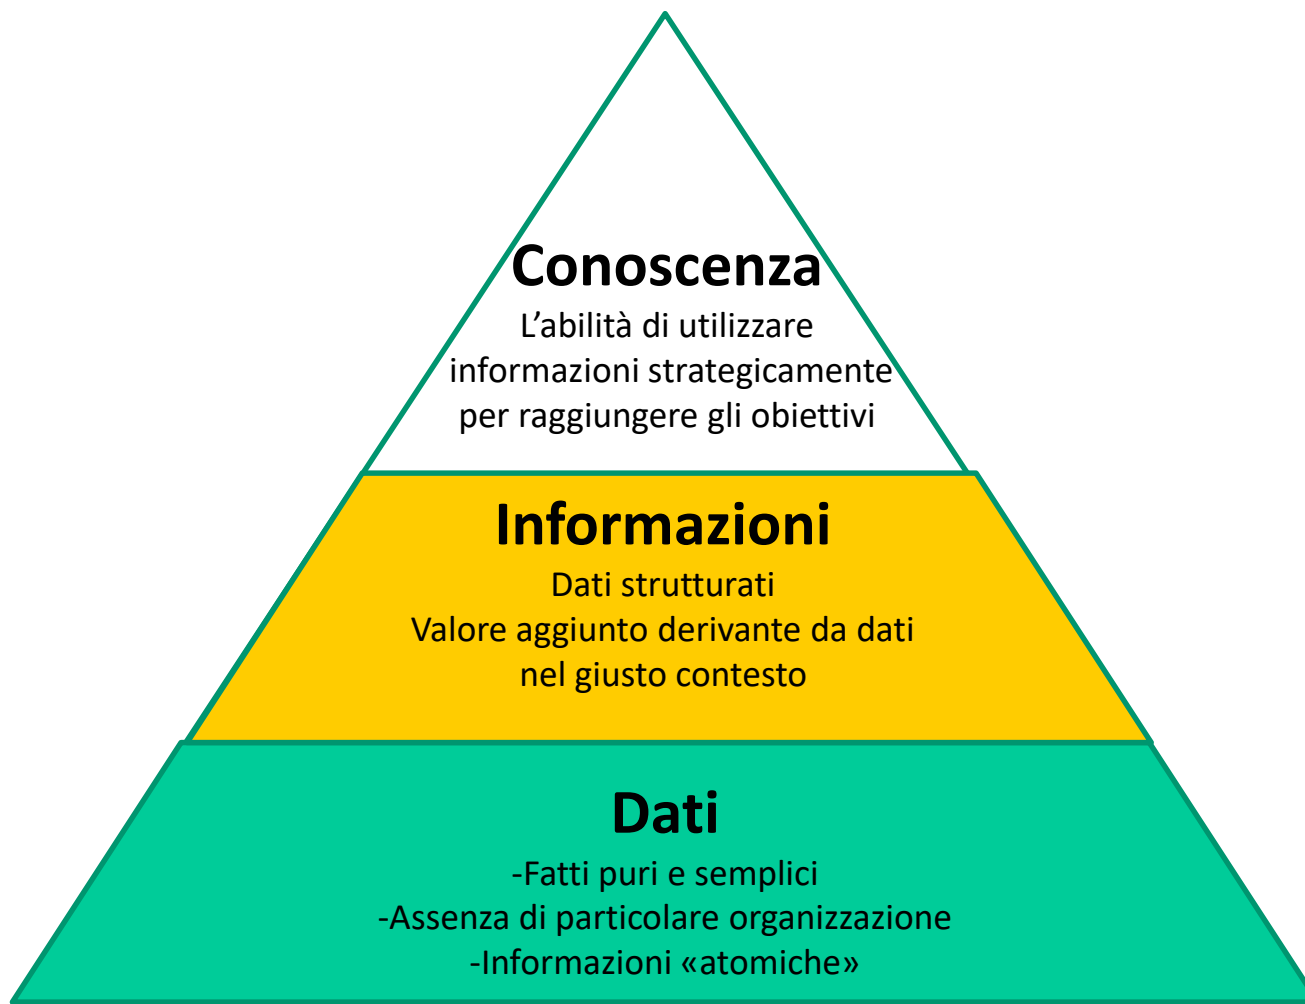 Conoscenza
L’abilità di utilizzare
informazioni strategicamente
per raggiungere gli obiettivi
Informazioni
Dati strutturati
Valore aggiunto derivante da dati
nel giusto contesto
Dati
-Fatti puri e semplici
-Assenza di particolare organizzazione
-Informazioni «atomiche»